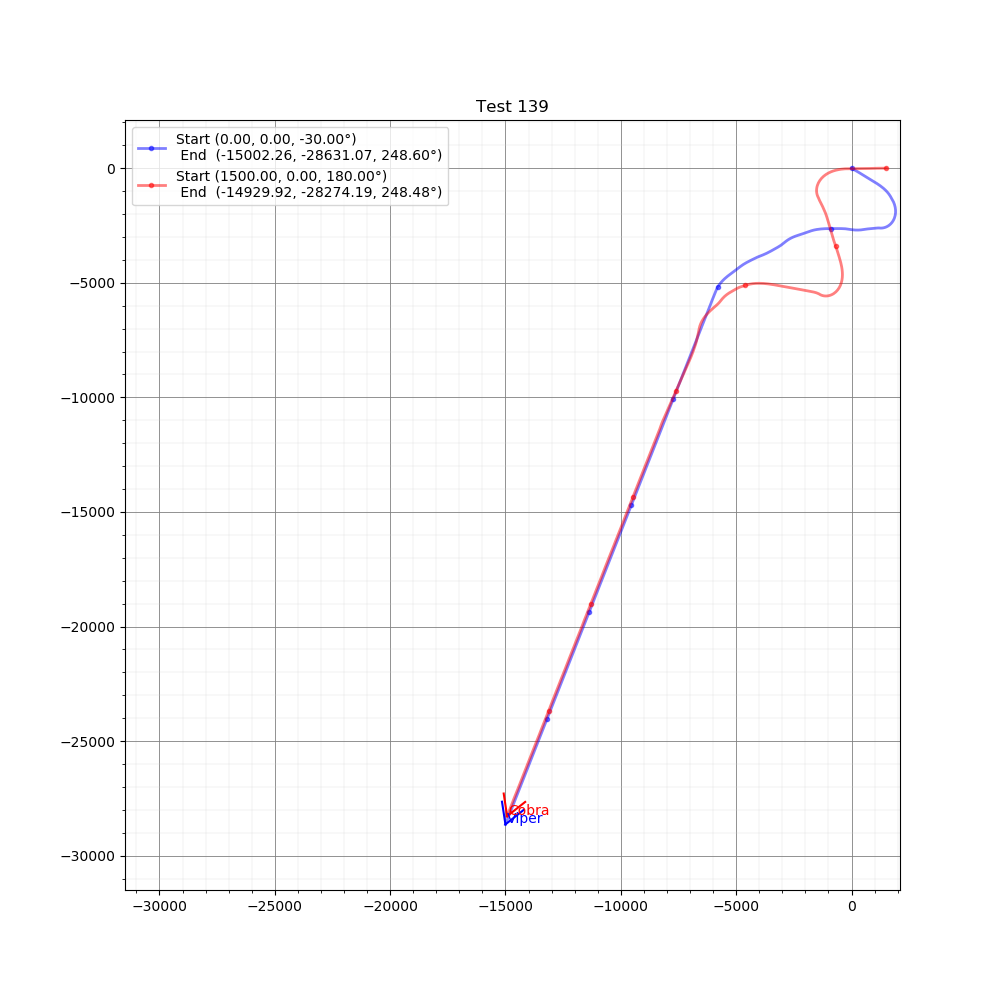 Test 139
Start (0.00, 0.00, -30.00°)
End (-15002.26, -28631.07, 248.60°)
Start (1500.00, 0.00, 180.00°)
End (-14929.92, -28274.19, 248.48°)
0
−5000
−10000
−15000
−20000
−25000
−30000
Cobra
Viper
−30000 −25000 −20000 −15000 −10000 −5000 0